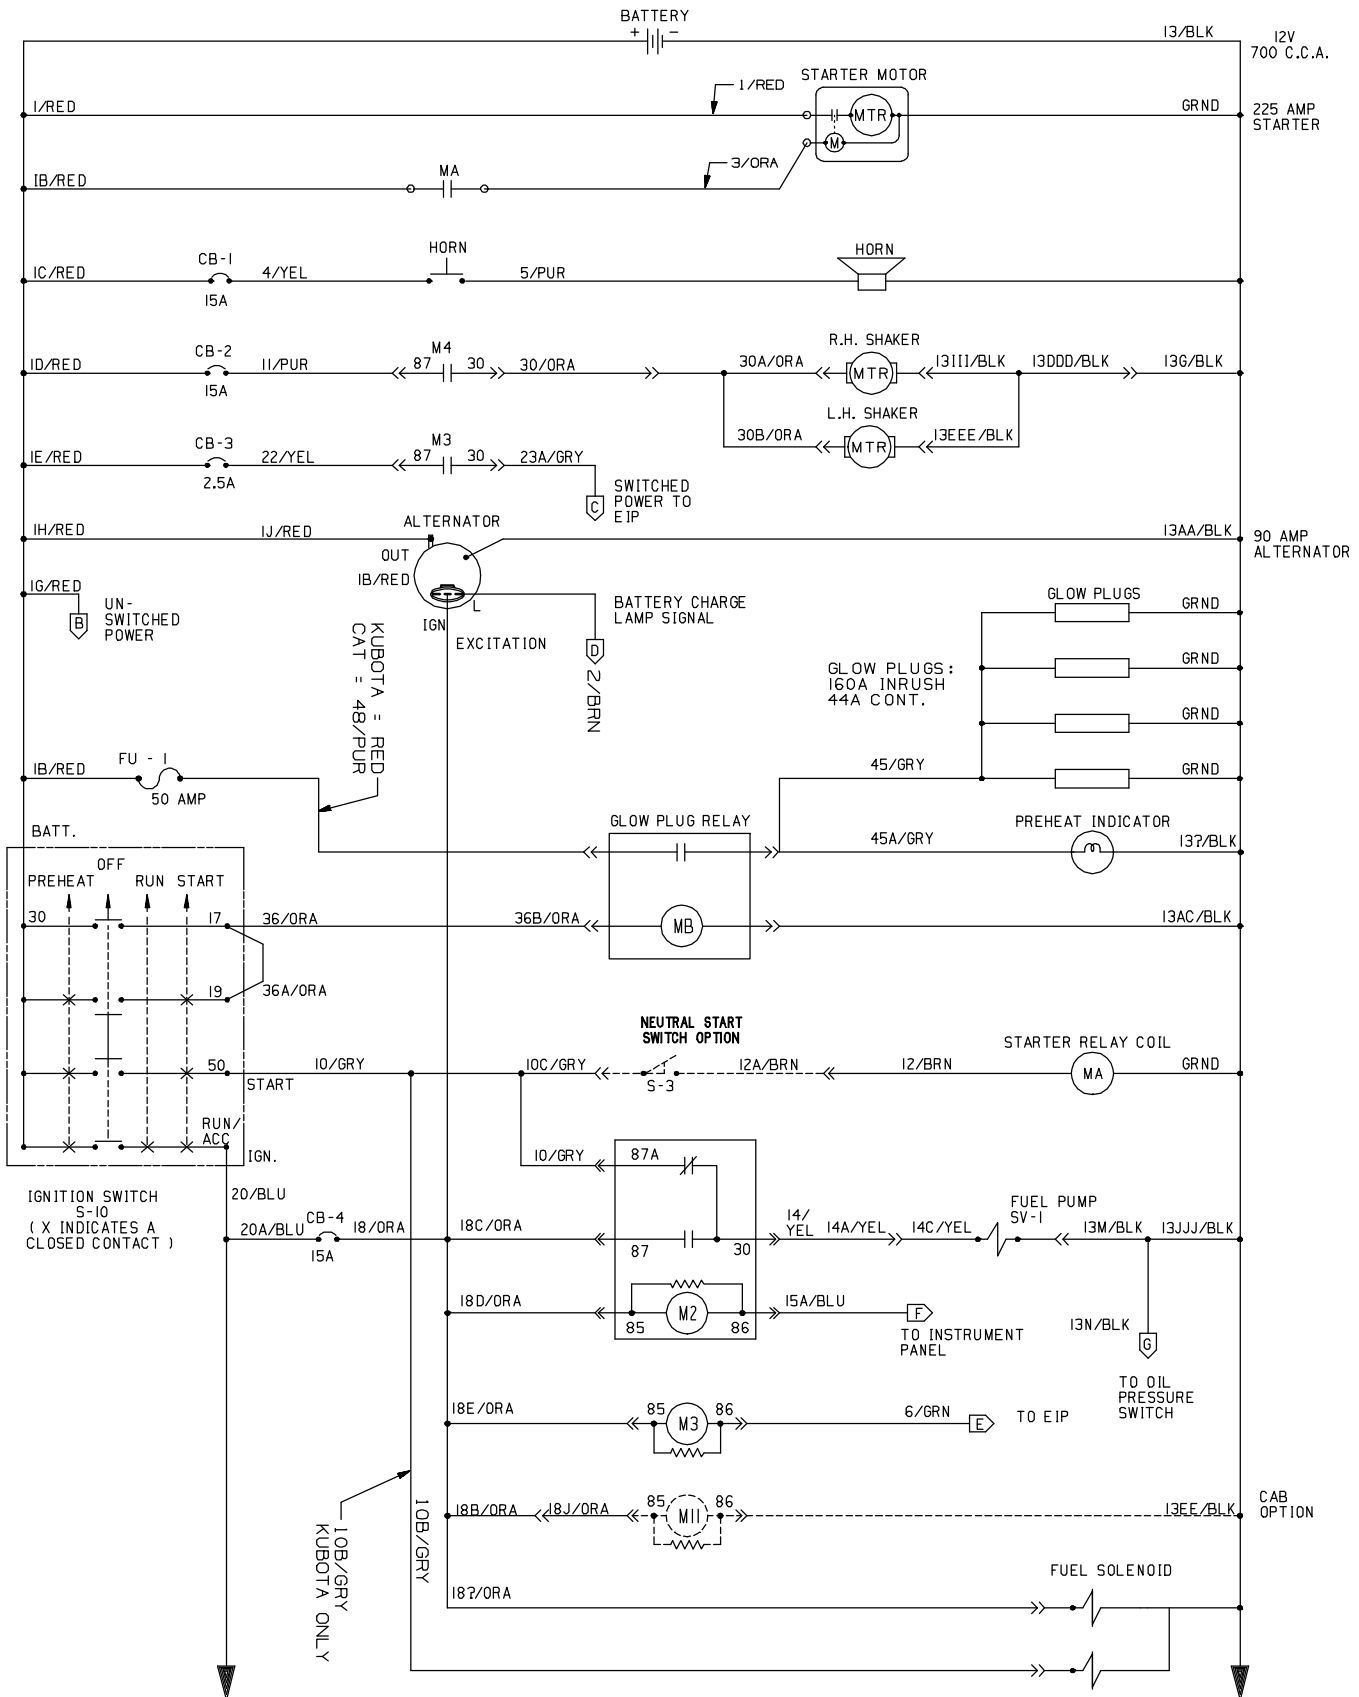 BATTERY
+ -
13/BLK
12V
700 C.C.A.
STARTER MOTOR
1/RED
1/RED
MTR
GRND
225 AMP
STARTER
M
3/ORA
1B/RED
MA
HORN
HORN
CB-1
1C/RED
4/YEL
5/PUR
15A
R.H. SHAKER
M4
CB-2
1D/RED
11/PUR
87
30
30/ORA
30A/ORA
MTR
13III/BLK
13DDD/BLK
13G/BLK
15A
L.H. SHAKER
M3
CB-3
30B/ORA
MTR
13EEE/BLK
1E/RED
22/YEL
87
30
23A/GRY
2.5A
C
SWITCHED
POWER TO
EIP
ALTERNATOR
1H/RED
1J/RED
13AA/BLK
90 AMP
ALTERNATOR
OUT
1B/RED
1G/RED
B
UN-
SWITCHED
POWER
L
IGN
EXCITATION
BATTERY CHARGE
LAMP SIGNAL
D
2/BRN
GLOW PLUGS
GRND
GLOW PLUGS:
160A INRUSH
44A CONT.
GRND
GRND
KUBOTA = RED
CAT = 48/PUR
FU - 1
1B/RED
50 AMP
45/GRY
GRND
BATT.
GLOW PLUG RELAY
45A/GRY
PREHEAT INDICATOR
13?/BLK
OFF
PREHEAT
RUN
START
30
17
36/ORA
36B/ORA
MB
13AC/BLK
19
36A/ORA
NEUTRAL START
SWITCH OPTION
STARTER RELAY COIL
50
START
10/GRY
10C/GRY
S-3
12A/BRN
12/BRN
MA
GRND
RUN/
ACC
IGN.
10/GRY
87A
IGNITION SWITCH
S-10
( X INDICATES A
CLOSED CONTACT )
20/BLU
20A/BLU
CB-4
15A
18/ORA
18C/ORA
87
30
14/
YEL
14A/YEL
14C/YEL
FUEL PUMP
SV-1
13M/BLK
13JJJ/BLK
18D/ORA
85
M2
86
15A/BLU
F
TO INSTRUMENT
PANEL
13N/BLK
G
TO OIL
PRESSURE
SWITCH
18E/ORA
85
M3
86
6/GRN
E
TO EIP
18B/ORA
18J/ORA
85
M11
86
13EE/BLK
CAB
OPTION
10B/GRY
10B/GRY
KUBOTA ONLY
FUEL SOLENOID
18?/ORA